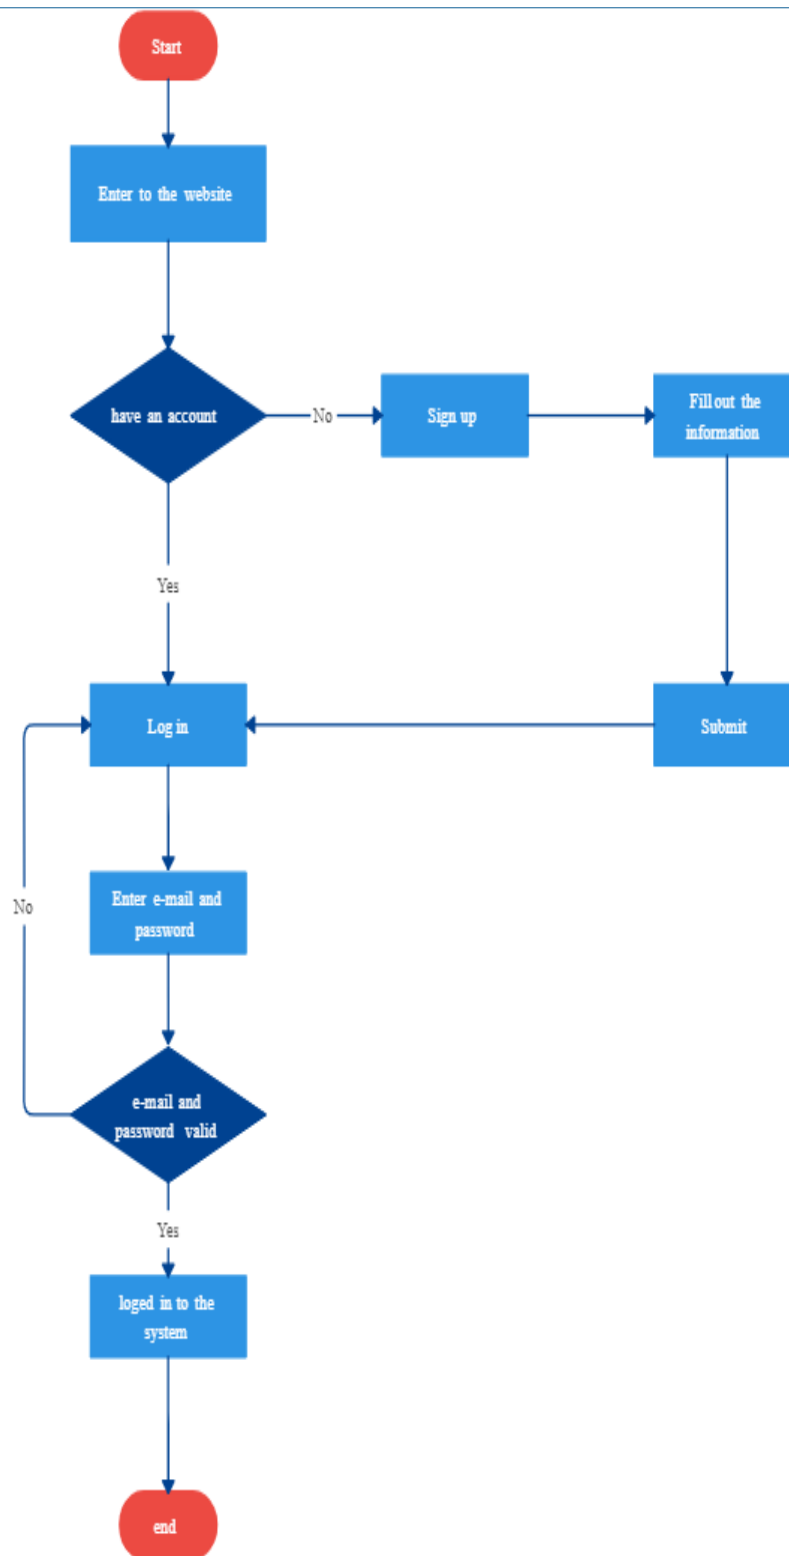 Start
Enter to the website
have an account
No
Sign up
Fill out the
information
Yes
Log in
Submit
Enter e-mail and
password
No
e-mail and
password valid
Yes
loged in to the
system
end